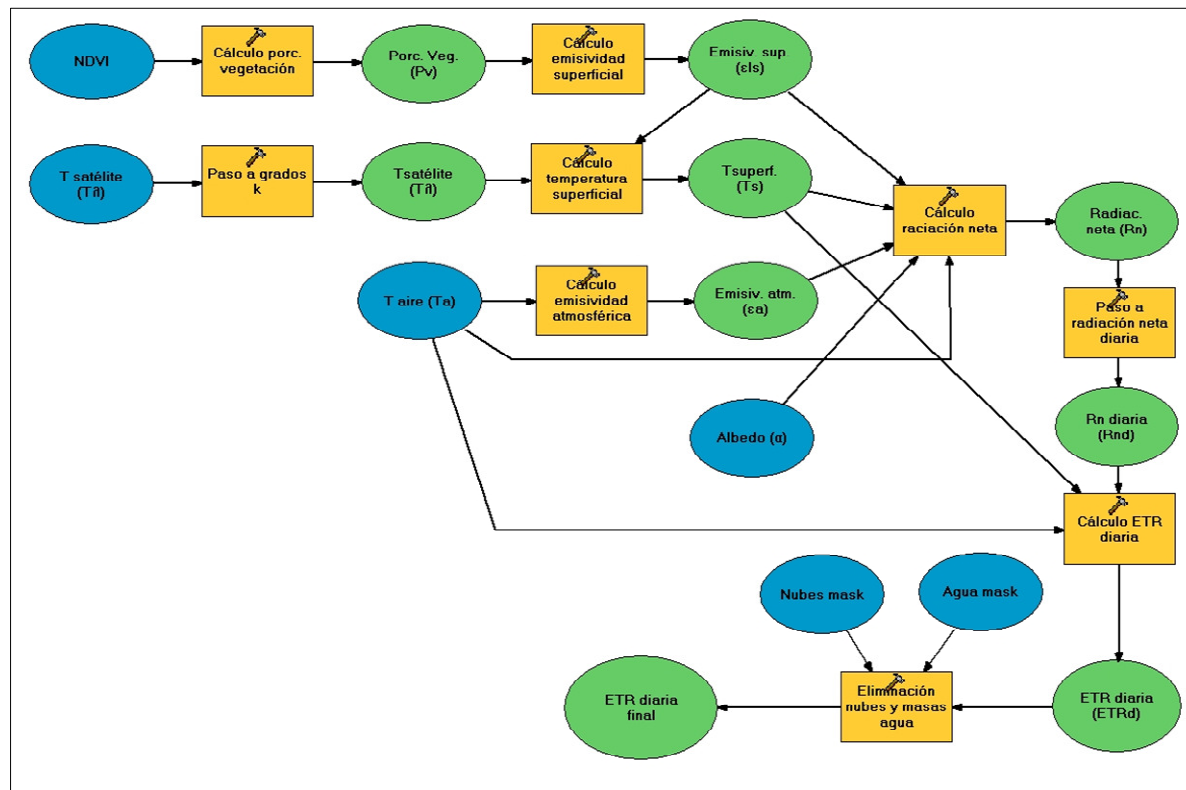 NDVI
Cálculo porc.
vegetación
Porc. Veg.
(Pv)
Cálculo
emisividad
superficial
Emisiv. sup.
(εls)
T satélite
(Tíl)
Paso a grados
k
Tsatélite
(Tíl)
Cálculo
temperatura
superficial
Tsuperf.
(Ts)
Cálculo
raciación neta
Radiac.
neta (Rn)
T aire (Ta)
Cálculo
emisividad
atmosférica
Emisiv. atm.
(εa)
Paso a
radiación neta
diaria
Albedo (α)
Rn diaria
(Rnd)
Cálculo ETR
diaria
Nubes mask
Agua mask
ETR diaria
final
Eliminación
nubes y masas
agua
ETR diaria
(ETRd)